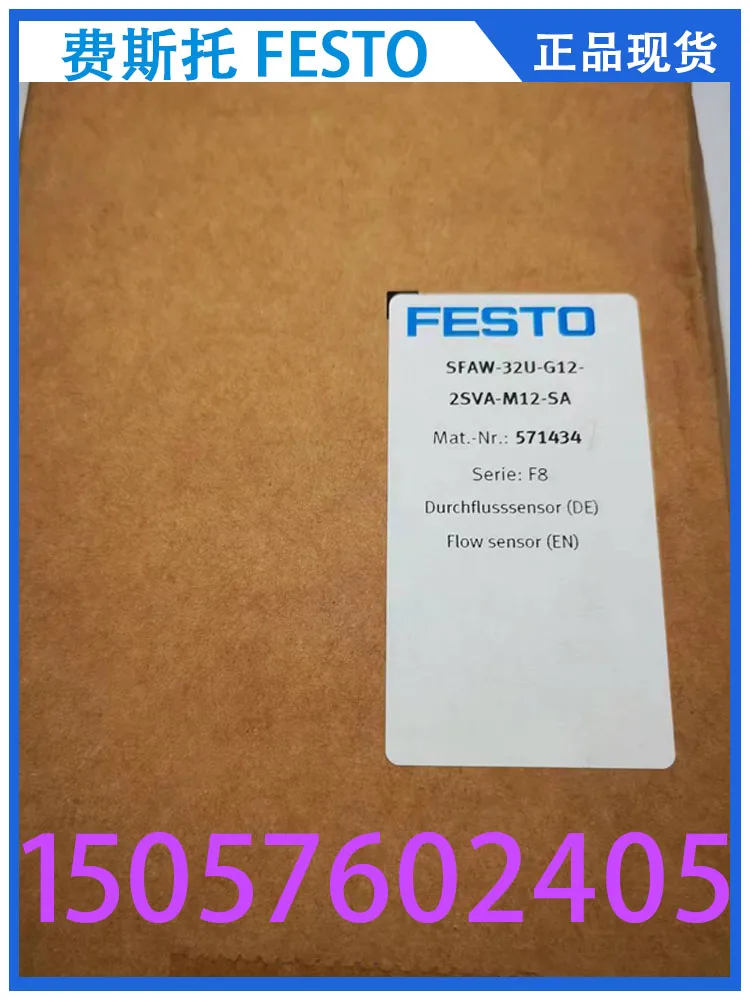 费斯托 FESTO
正品现货
FESTO
SFAW-32U-G12-
2SVA-M12-SA
Mat.-Nr.: 571434
Serie: F8
Durchflusssensor (DE)
Flow sensor (EN)
15057602405